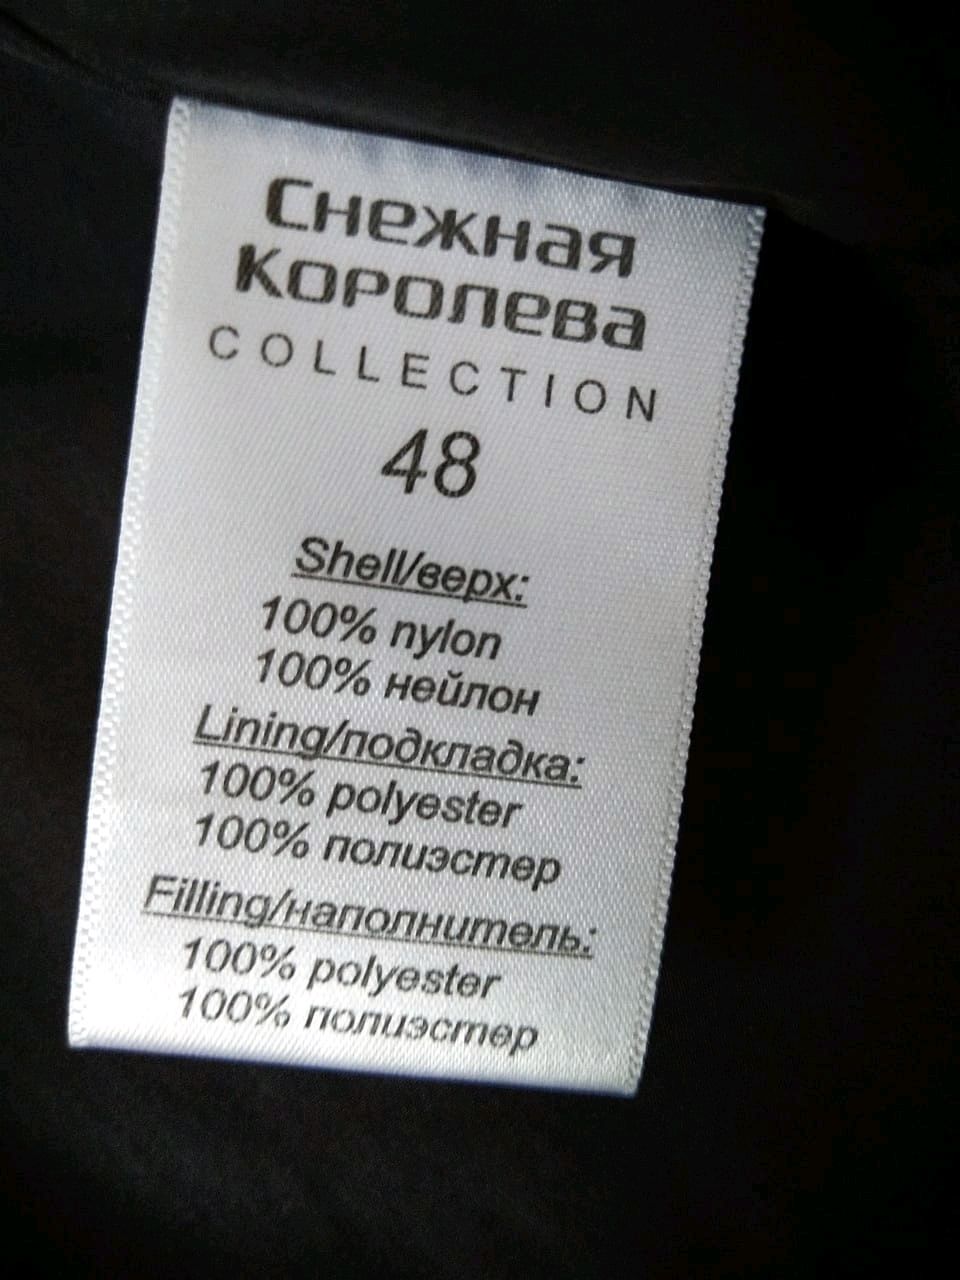 Снежная
Королева
COLLECTION
48
Shell/верх:
100% nylon
100% нейлон
Lining/подкладка:
100% polyester
100% полиэстер
Filling/наполнитель:
100% polyester
100% полиэстер